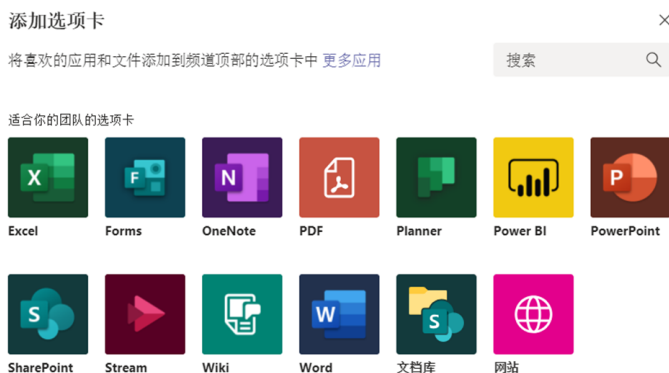 添加选项卡
将喜欢的应用和文件添加到频道顶部的选项卡中 更多应用
搜索
适合你的团队的选项卡
X F N P
Excel Forms OneNote PDF Planner Power BI PowerPoint
S W S
SharePoint Stream Wiki Word 文档库 网站